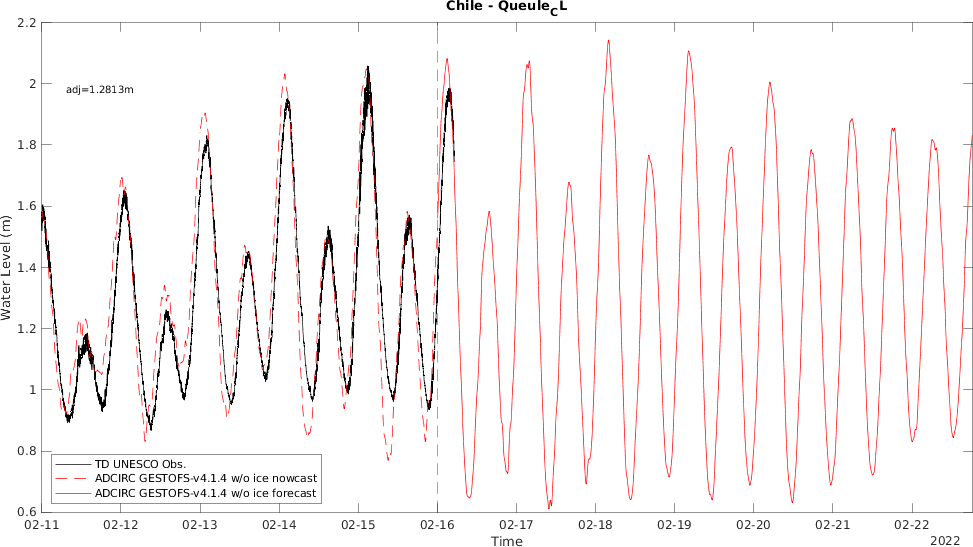 Chile - Queule_CL
2.2
2
1.8
1.6
1.4
1.2
1
0.8
0.6
Water Level (m)
adj=1.2813m
TD UNESCO Obs.
ADCIRC GESTOFS-v4.1.4 w/o ice nowcast
ADCIRC GESTOFS-v4.1.4 w/o ice forecast
02-11 02-12 02-13 02-14 02-15 02-16 02-17 02-18 02-19 02-20 02-21 02-22
Time
2022